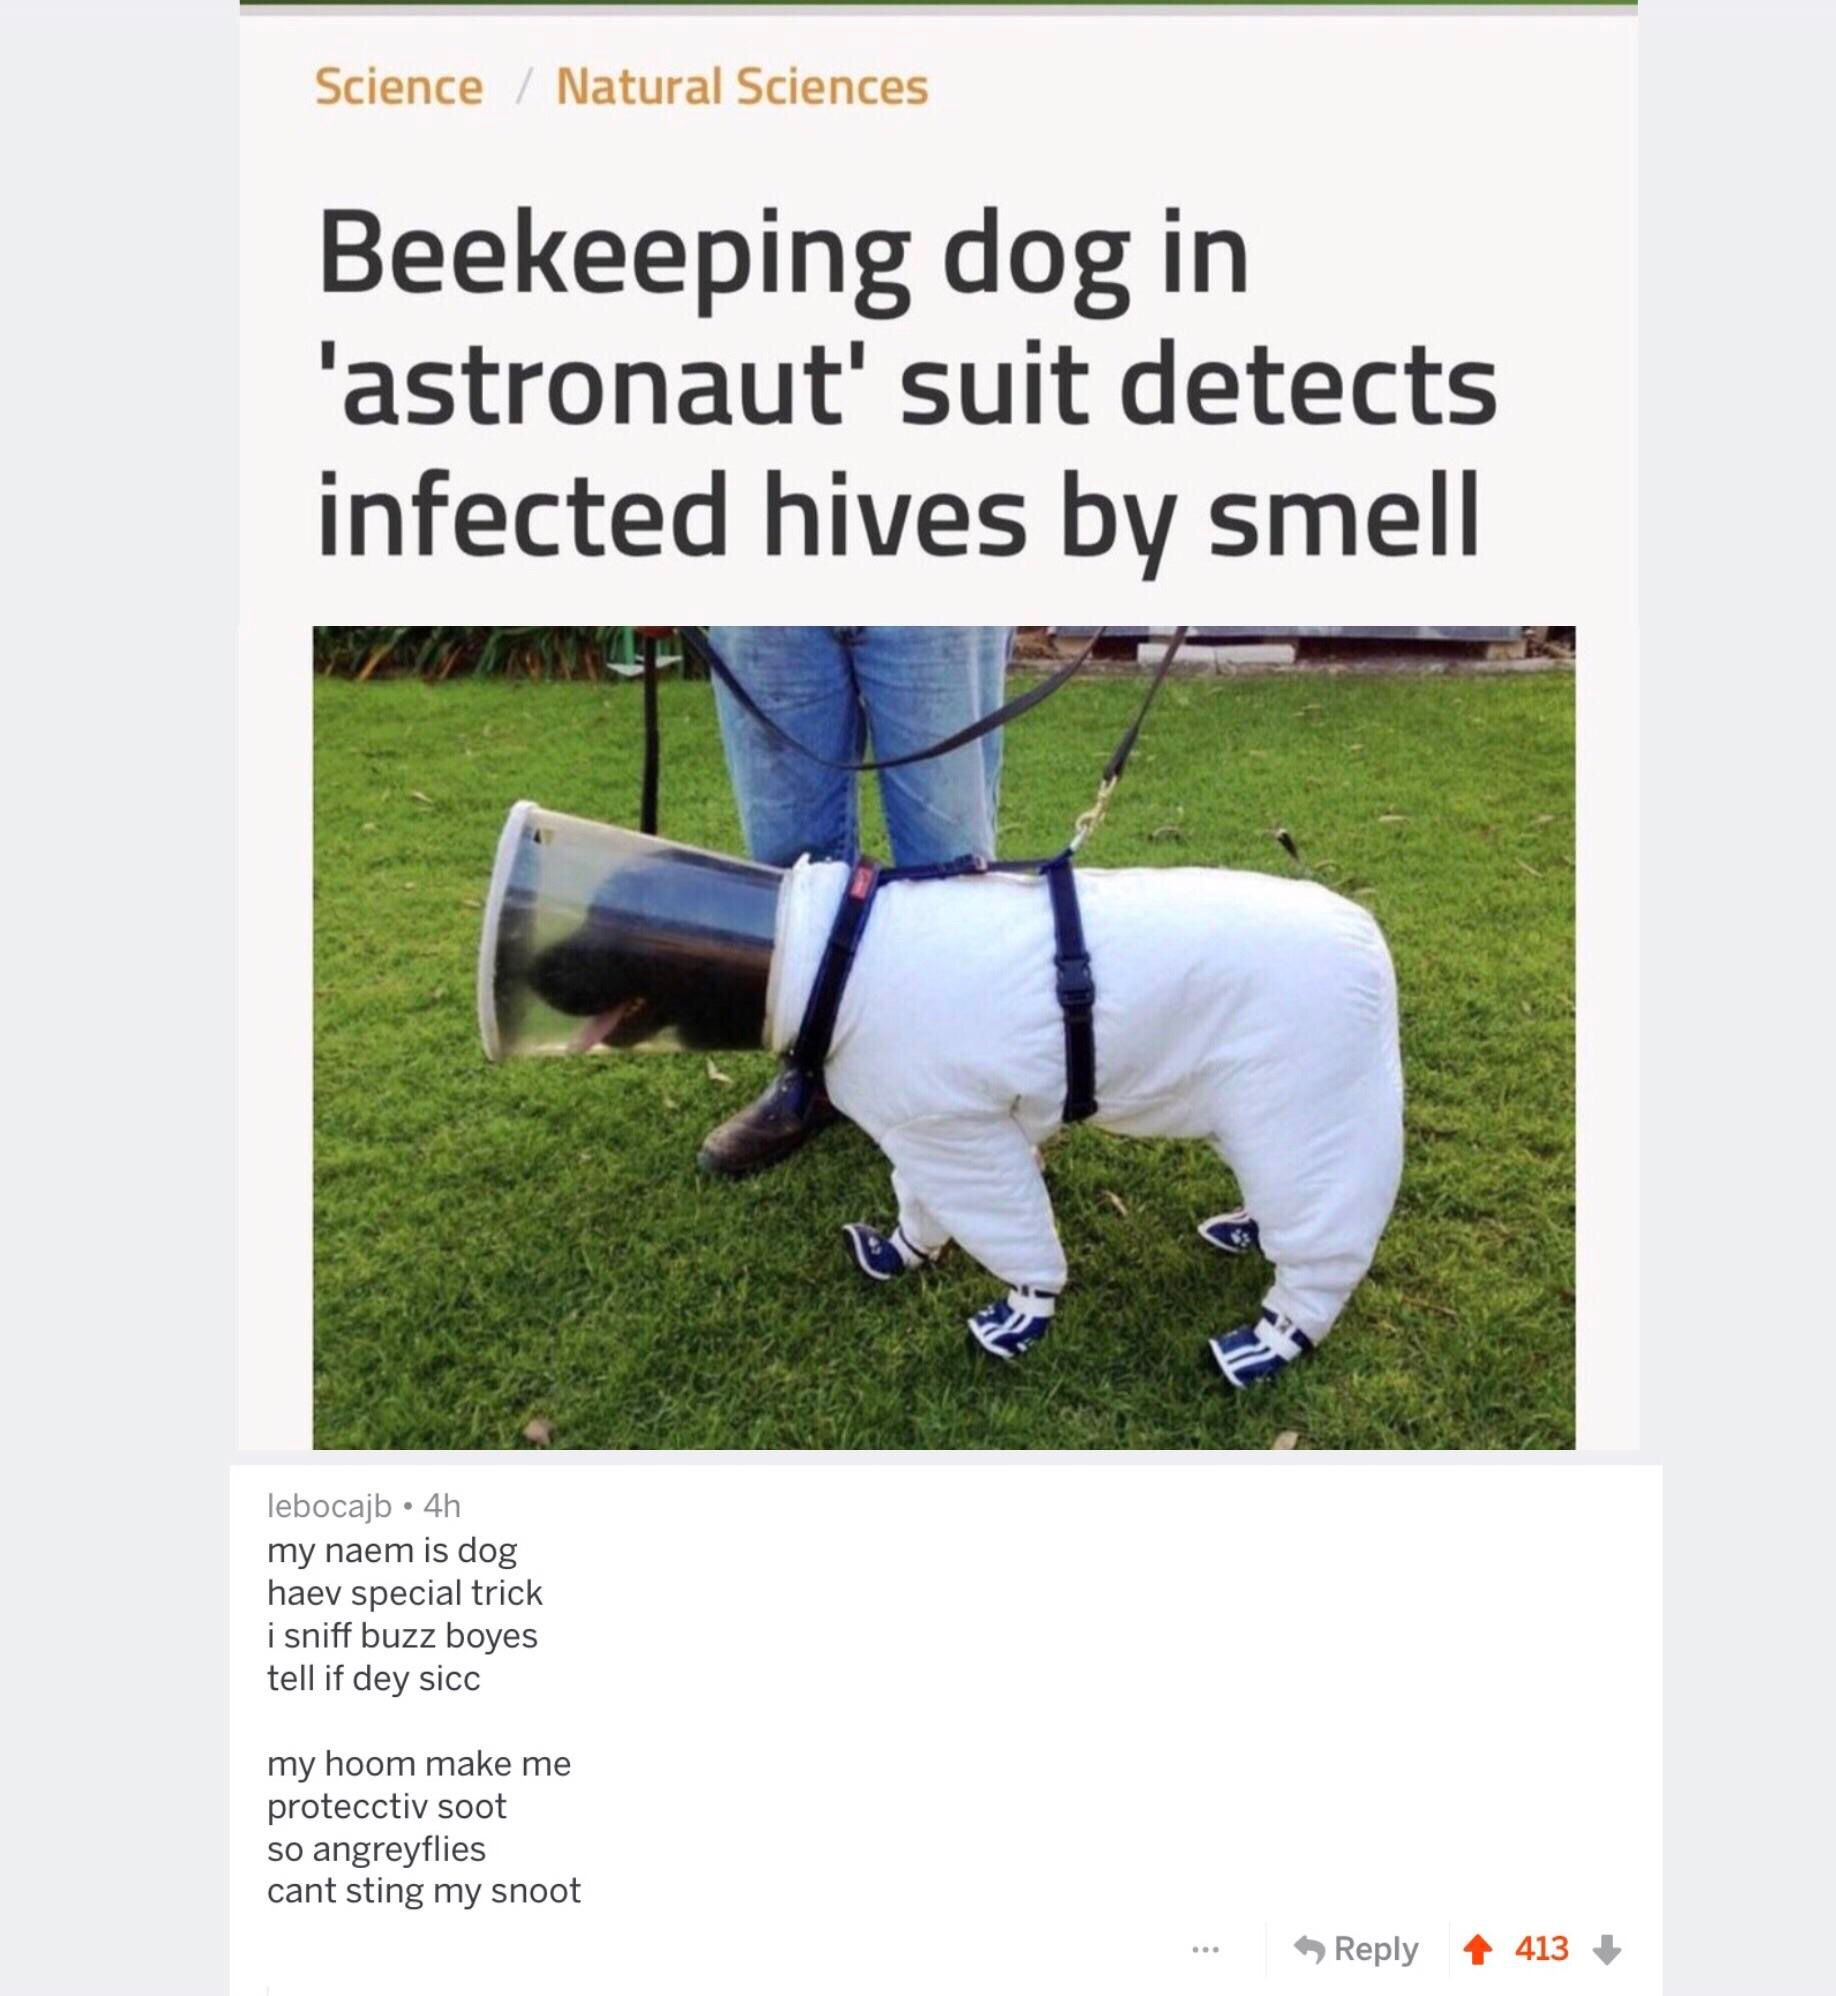 Science / Natural Sciences
Beekeeping dog in
'astronaut' suit detects
infected hives by smell
lebocajb • 4h
my naem is dog
haev special trick
i sniff buzz boyes
tell if dey sicc
my hoom make me
protecctiv soot
so angreyflies
cant sting my snoot
... Reply 413